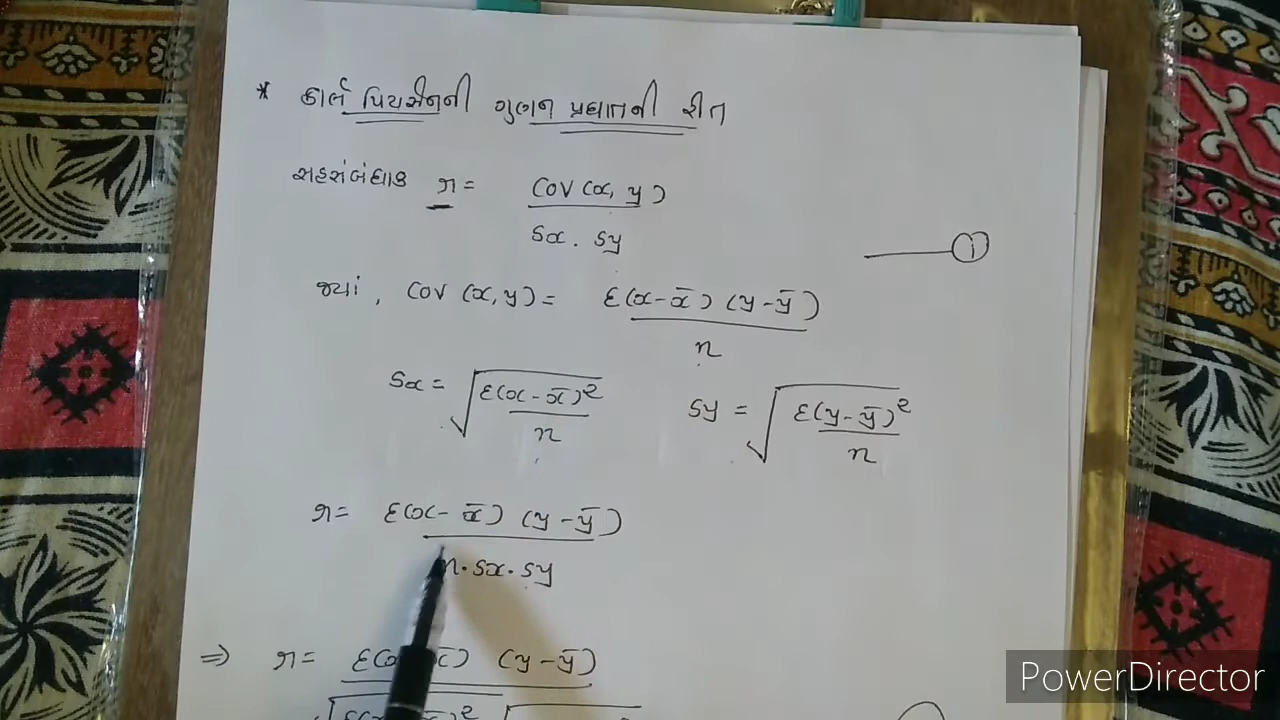 * કાર્લ પિયર્સનની ગુણન પ્રઘાતની રીત
સહસંબંધાંક r = Cov (x, y) / Sx . Sy —— ①
જ્યાં , Cov (x, y) = Σ(x - x̄) (y - ȳ) / n
Sx = √(Σ(x - x̄)² / n) Sy = √(Σ(y - ȳ)² / n)
r = Σ(x - x̄) (y - ȳ) / n · Sx · Sy
⇒ r = (y - ȳ)
PowerDirector